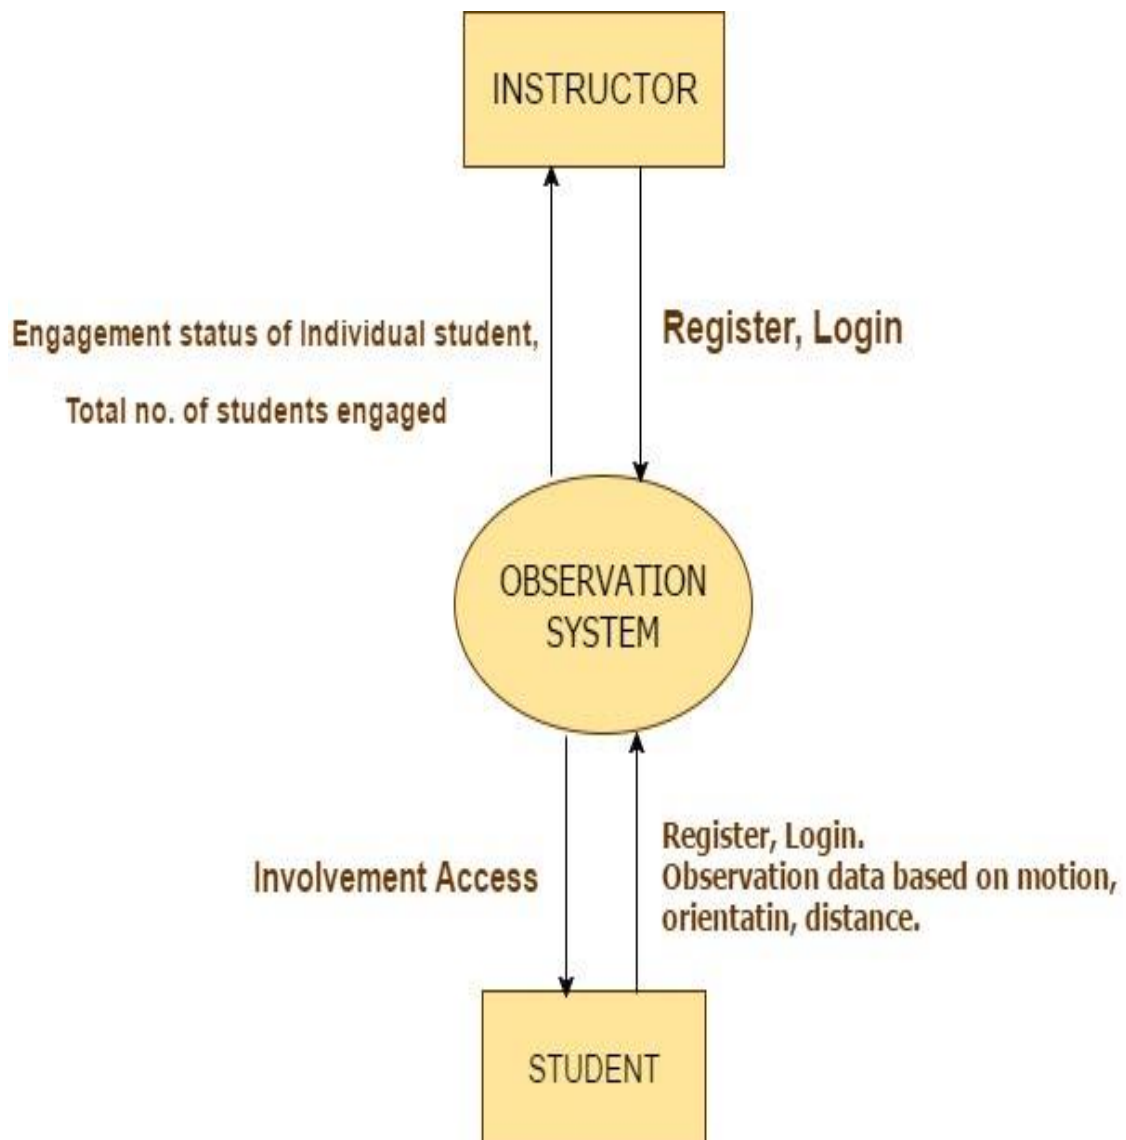 INSTRUCTOR
Engagement status of Individual student,
Total no. of students engaged
Register, Login
OBSERVATION
SYSTEM
Involvement Access
Register, Login.
Observation data based on motion,
orientatin, distance.
STUDENT